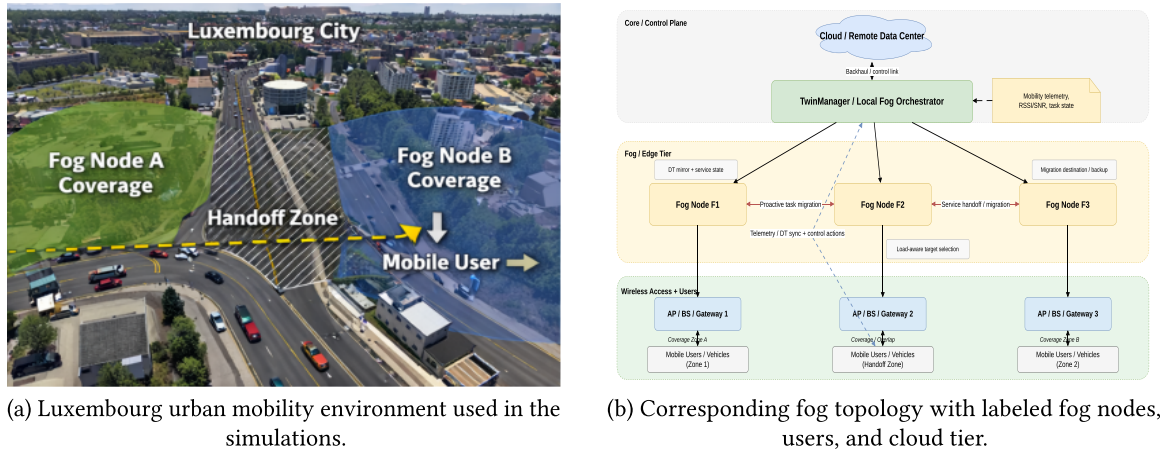 Luxembourg City
Fog Node A
Coverage
Fog Node B
Coverage
Handoff Zone
Mobile User
(a) Luxembourg urban mobility environment used in the
simulations.
Core / Control Plane
Cloud / Remote Data Center
Backhaul / control link
TwinManager / Local Fog Orchestrator
Mobility telemetry,
RSSI/SNR, task state
Fog / Edge Tier
DT mirror + service state
Migration destination / backup
Fog Node F1
Proactive task migration
Fog Node F2
Service handoff / migration
Fog Node F3
Telemetry / DT sync + control actions
Load-aware target selection
Wireless Access + Users
AP / BS / Gateway 1
AP / BS / Gateway 2
AP / BS / Gateway 3
Coverage Zone A
Coverage / Overlap
Coverage Zone B
Mobile Users / Vehicles
(Zone 1)
Mobile Users / Vehicles
(Handoff Zone)
Mobile Users / Vehicles
(Zone 2)
(b) Corresponding fog topology with labeled fog nodes,
users, and cloud tier.